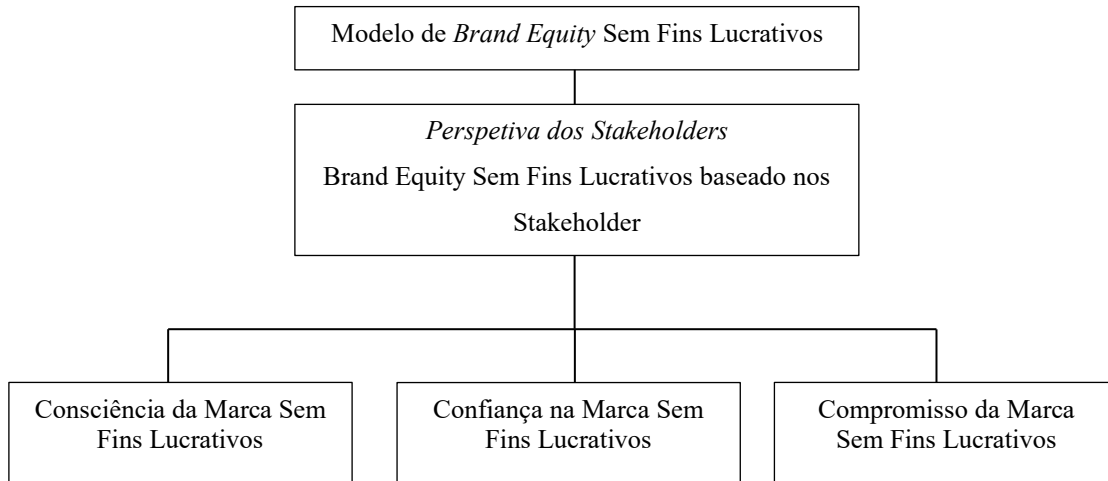 Modelo de Brand Equity Sem Fins Lucrativos
Perspetiva dos Stakeholders
Brand Equity Sem Fins Lucrativos baseado nos
Stakeholder
Consciência da Marca Sem
Fins Lucrativos
Confiança na Marca Sem
Fins Lucrativos
Compromisso da Marca
Sem Fins Lucrativos